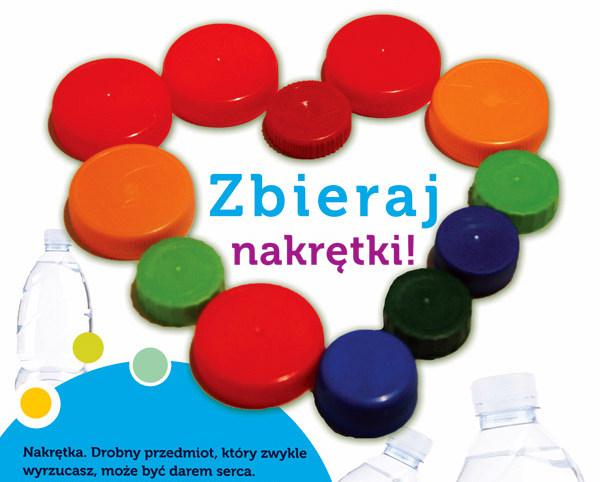 Zbieraj
nakrętki!
Nakrętka. Drobny przedmiot, który zwykle
wyrzucasz, może być darem serca.